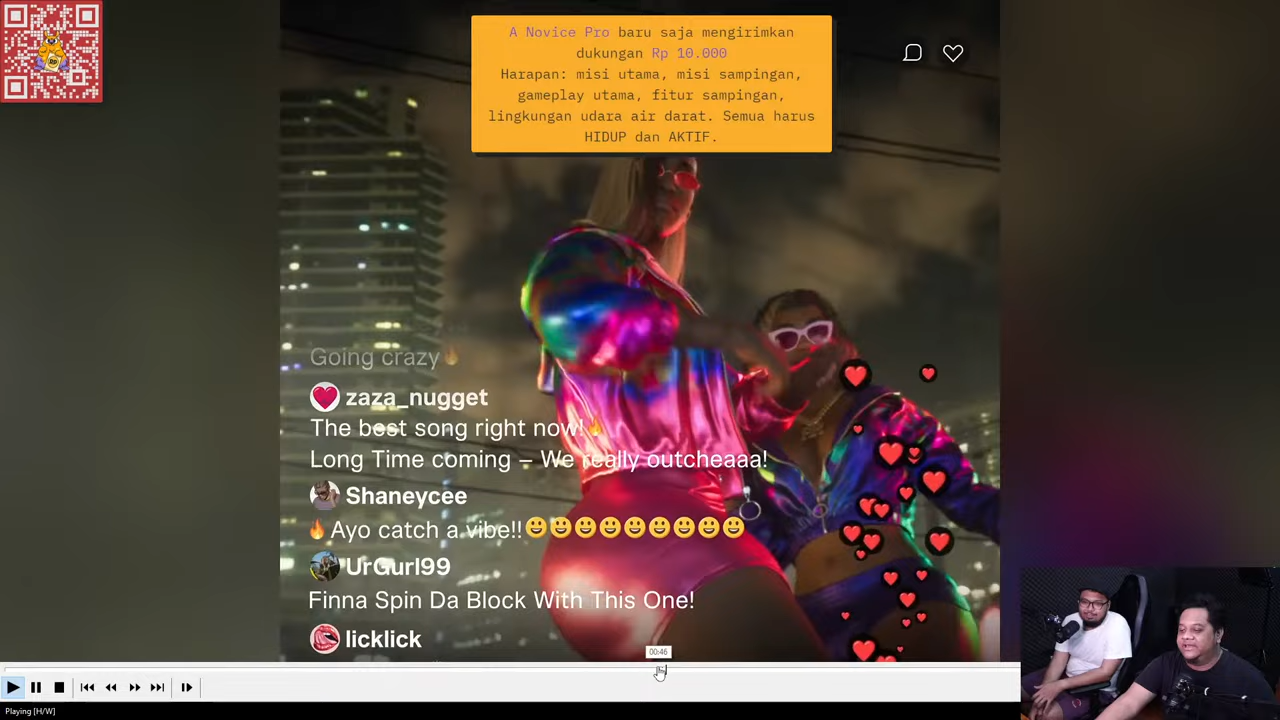 A Novice Pro baru saja mengirimkan
dukungan Rp 10.000
Harapan: misi utama, misi sampingan,
gameplay utama, fitur sampingan,
lingkungan udara air darat. Semua harus
HIDUP dan AKTIF.
Going crazy🔥
zaza_nugget
The best song right now!🔥
Long Time coming – We really outcheaaa!
Shaneycee
🔥Ayo catch a vibe!!😀😀😀😀😀😀😀😀😀
UrGurl99
Finna Spin Da Block With This One!
licklick
00:46
Playing [H/W]